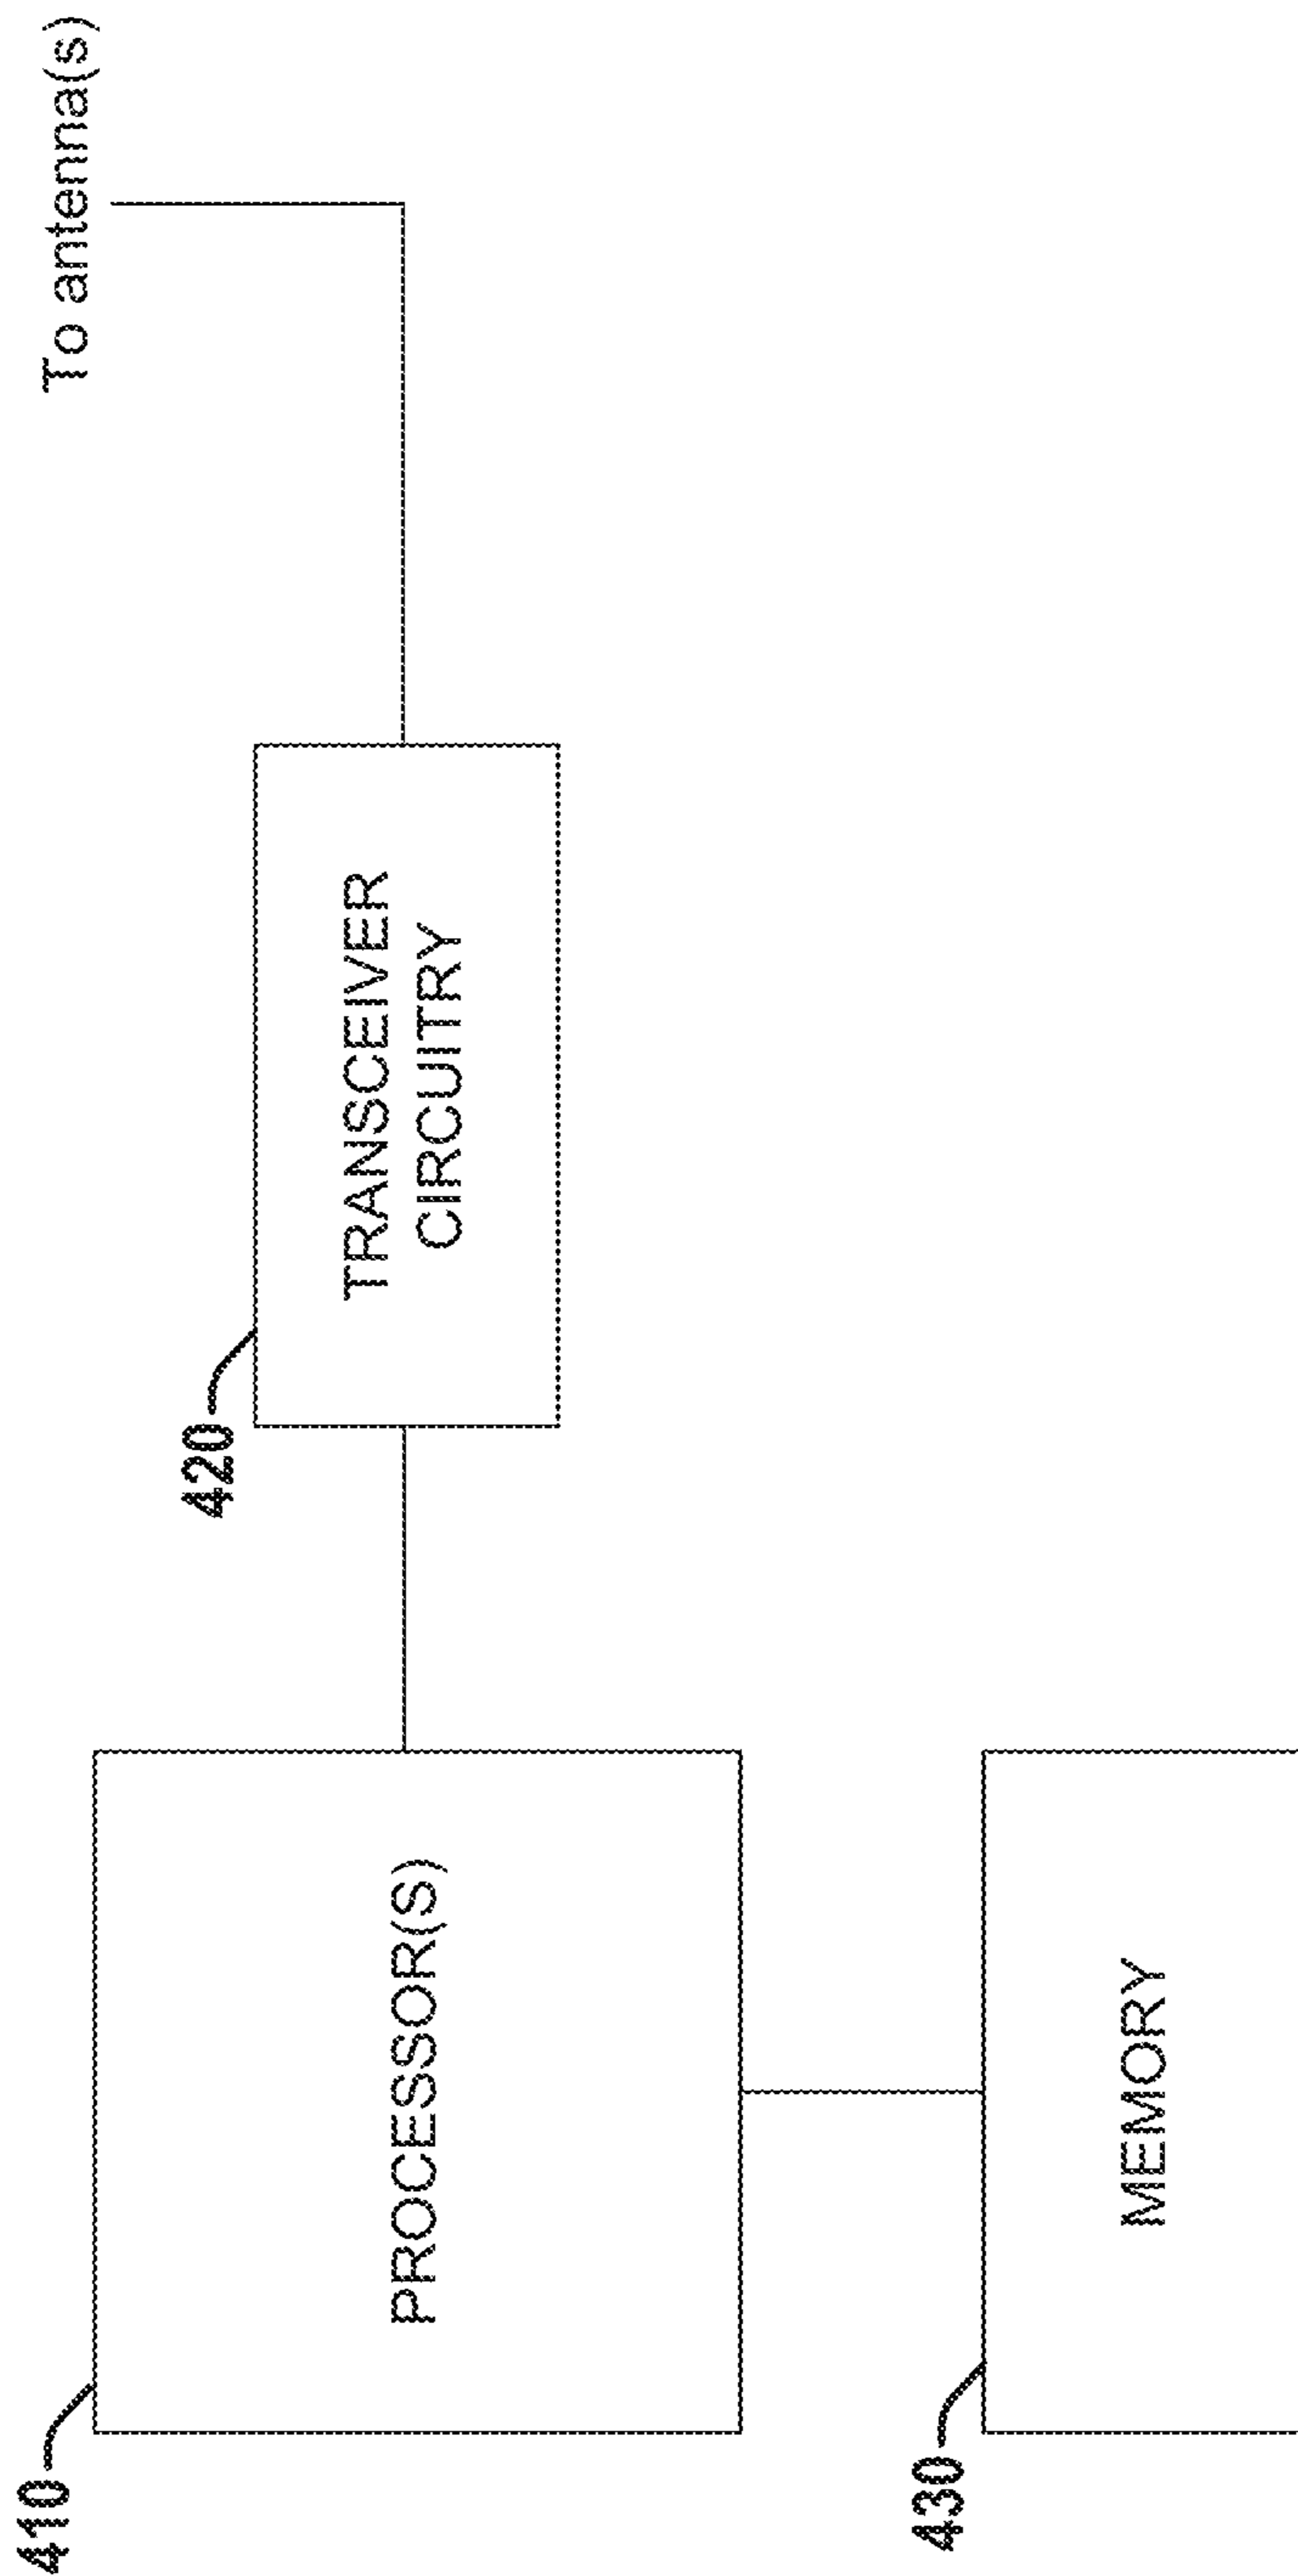 To antenna(s)
420
TRANSCEIVER
CIRCUITRY
410
PROCESSOR(S)
430
MEMORY